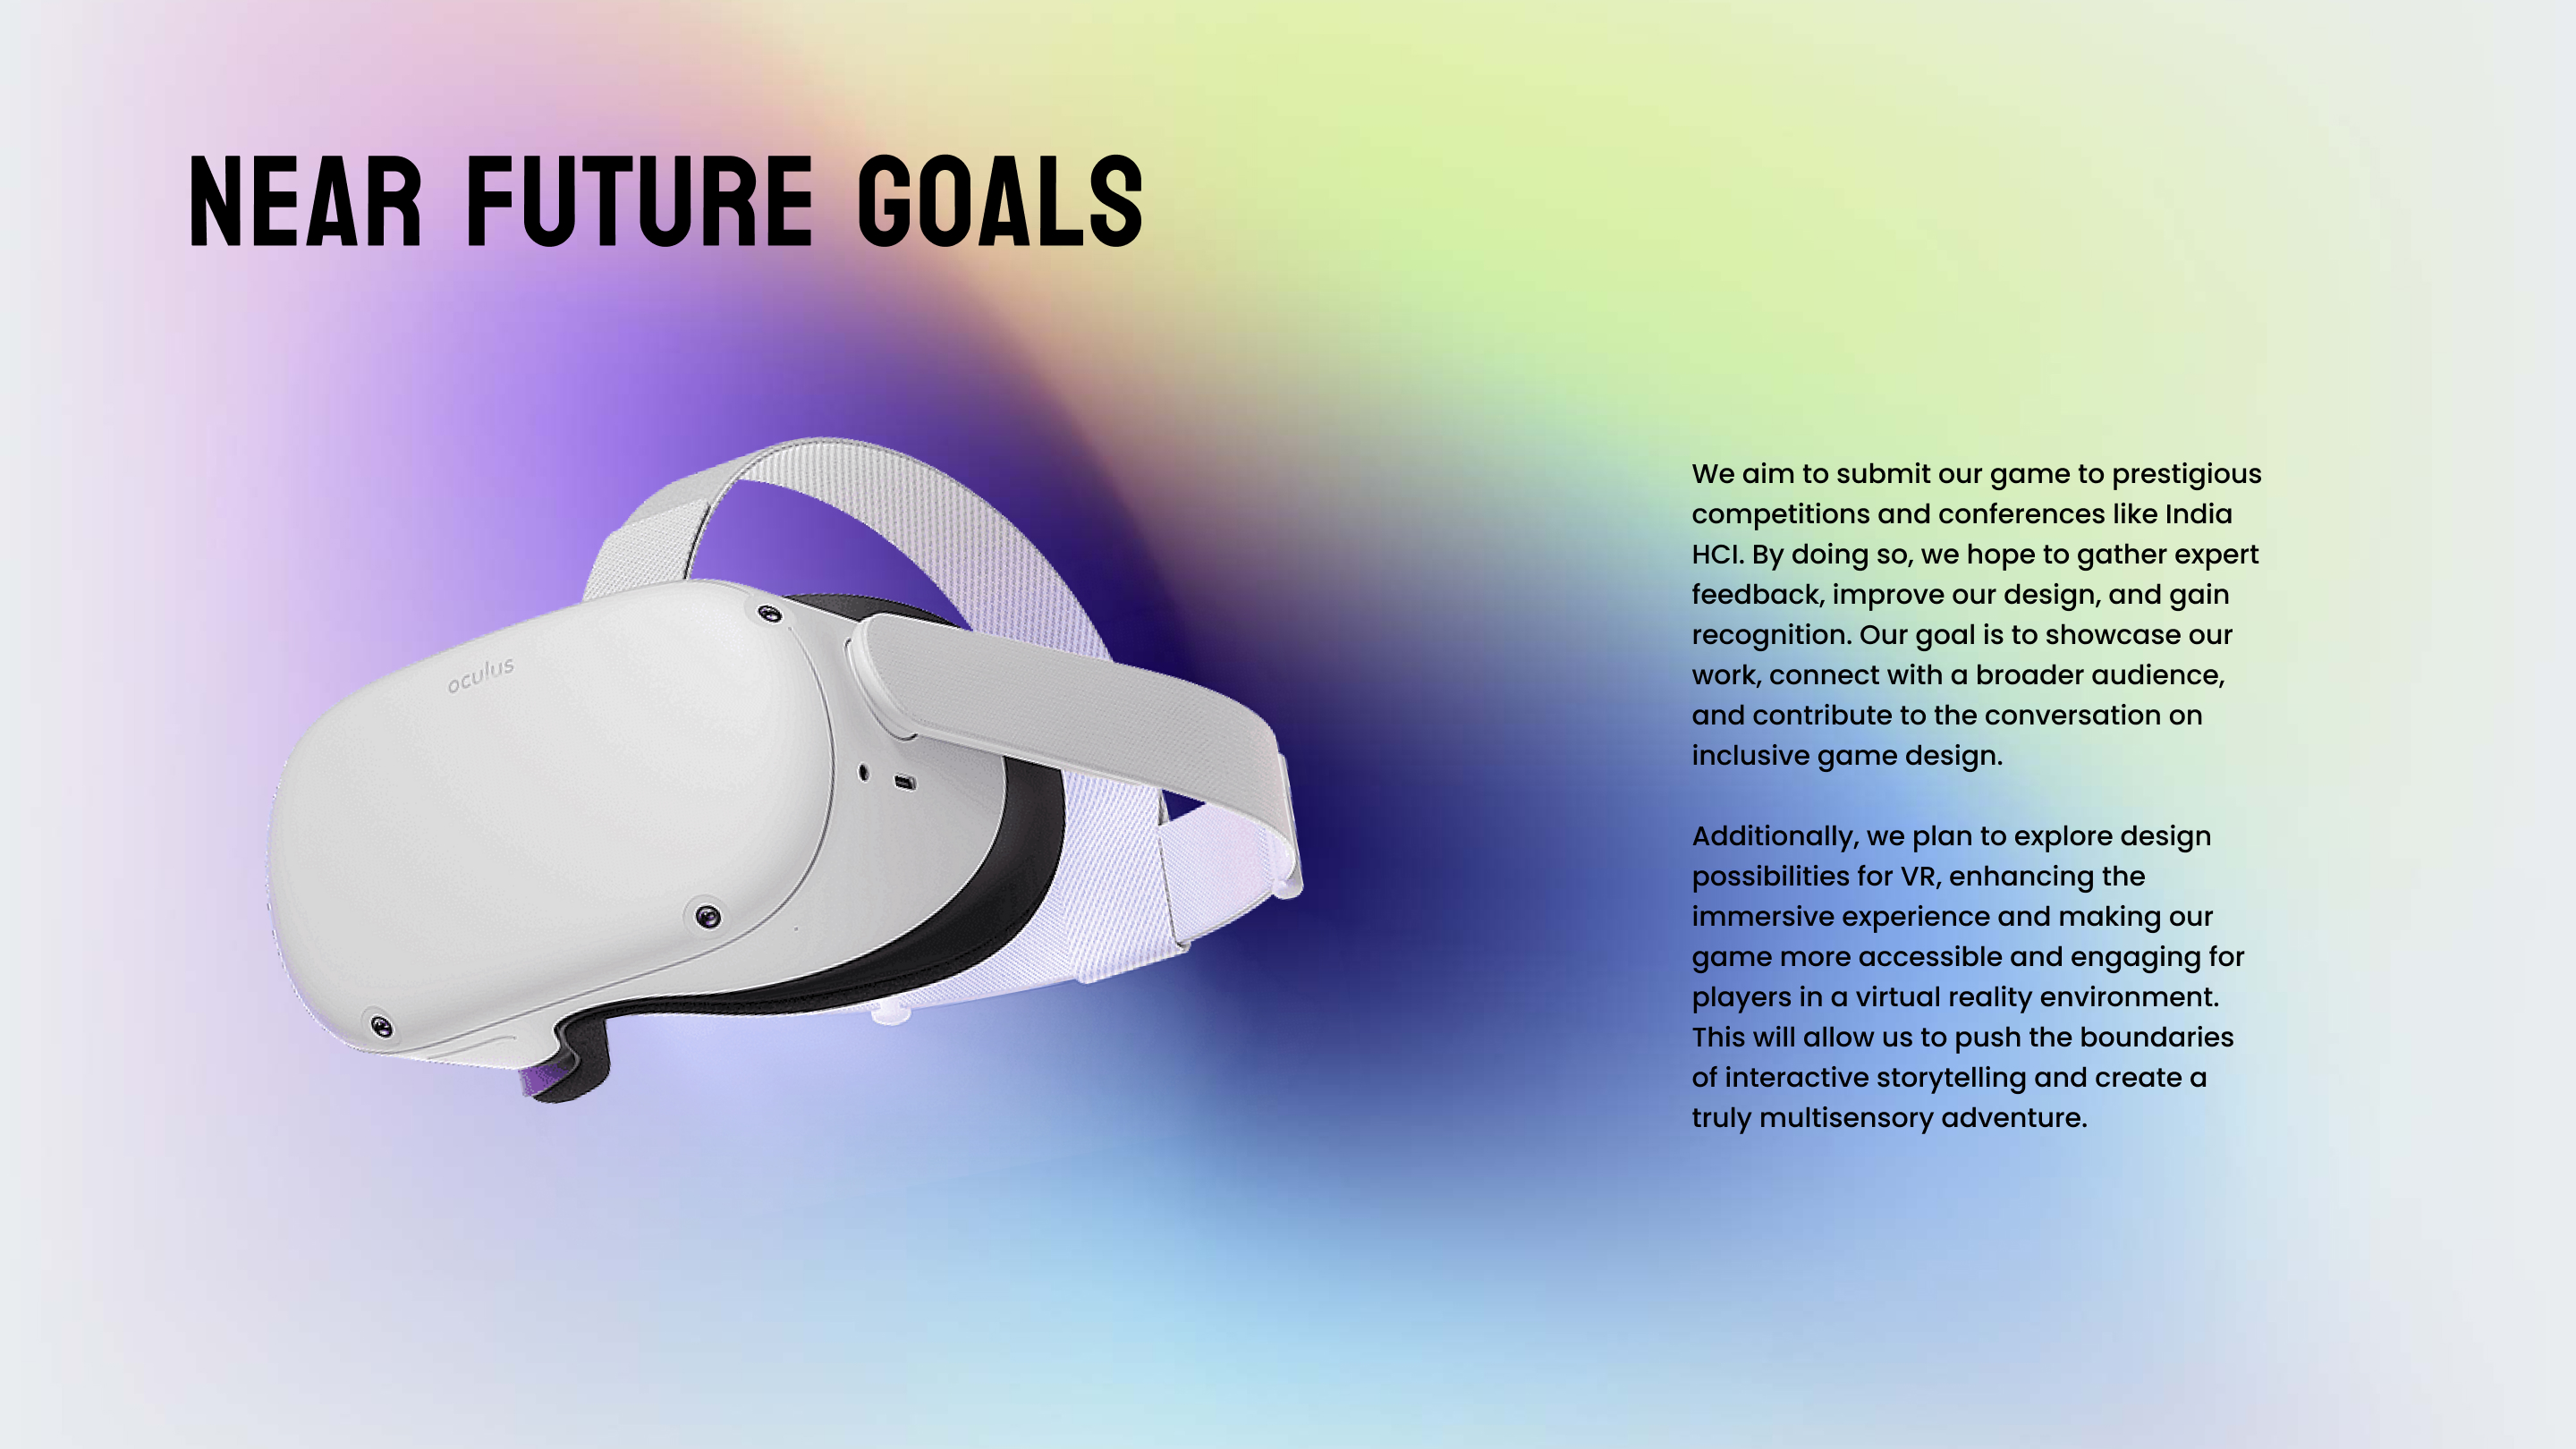 NEAR FUTURE GOALS
oculus
We aim to submit our game to prestigious
competitions and conferences like India
HCI. By doing so, we hope to gather expert
feedback, improve our design, and gain
recognition. Our goal is to showcase our
work, connect with a broader audience,
and contribute to the conversation on
inclusive game design.
Additionally, we plan to explore design
possibilities for VR, enhancing the
immersive experience and making our
game more accessible and engaging for
players in a virtual reality environment.
This will allow us to push the boundaries
of interactive storytelling and create a
truly multisensory adventure.